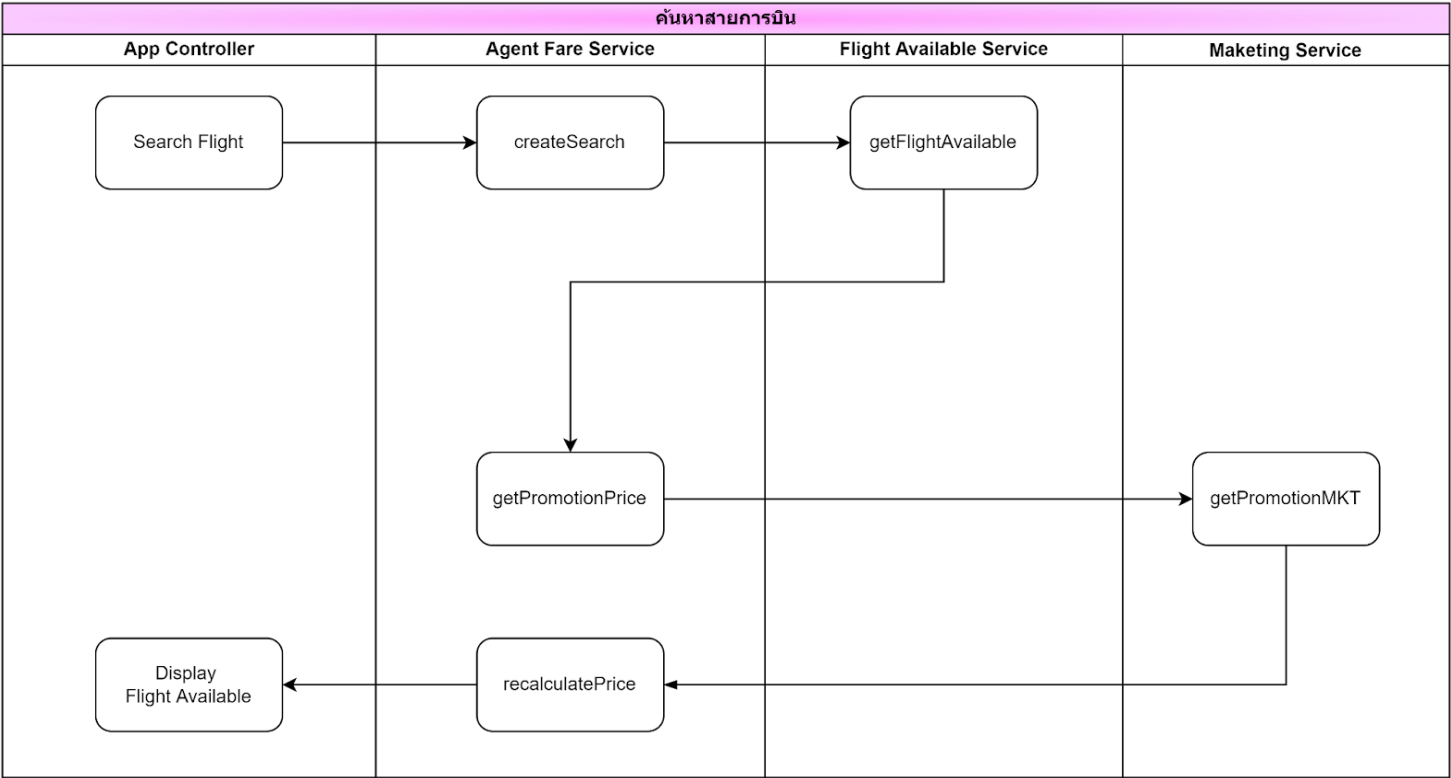 ค้นหาสายการบิน
App Controller
Agent Fare Service
Flight Available Service
Maketing Service
Search Flight
createSearch
getFlightAvailable
getPromotionPrice
getPromotionMKT
Display
Flight Available
recalculatePrice